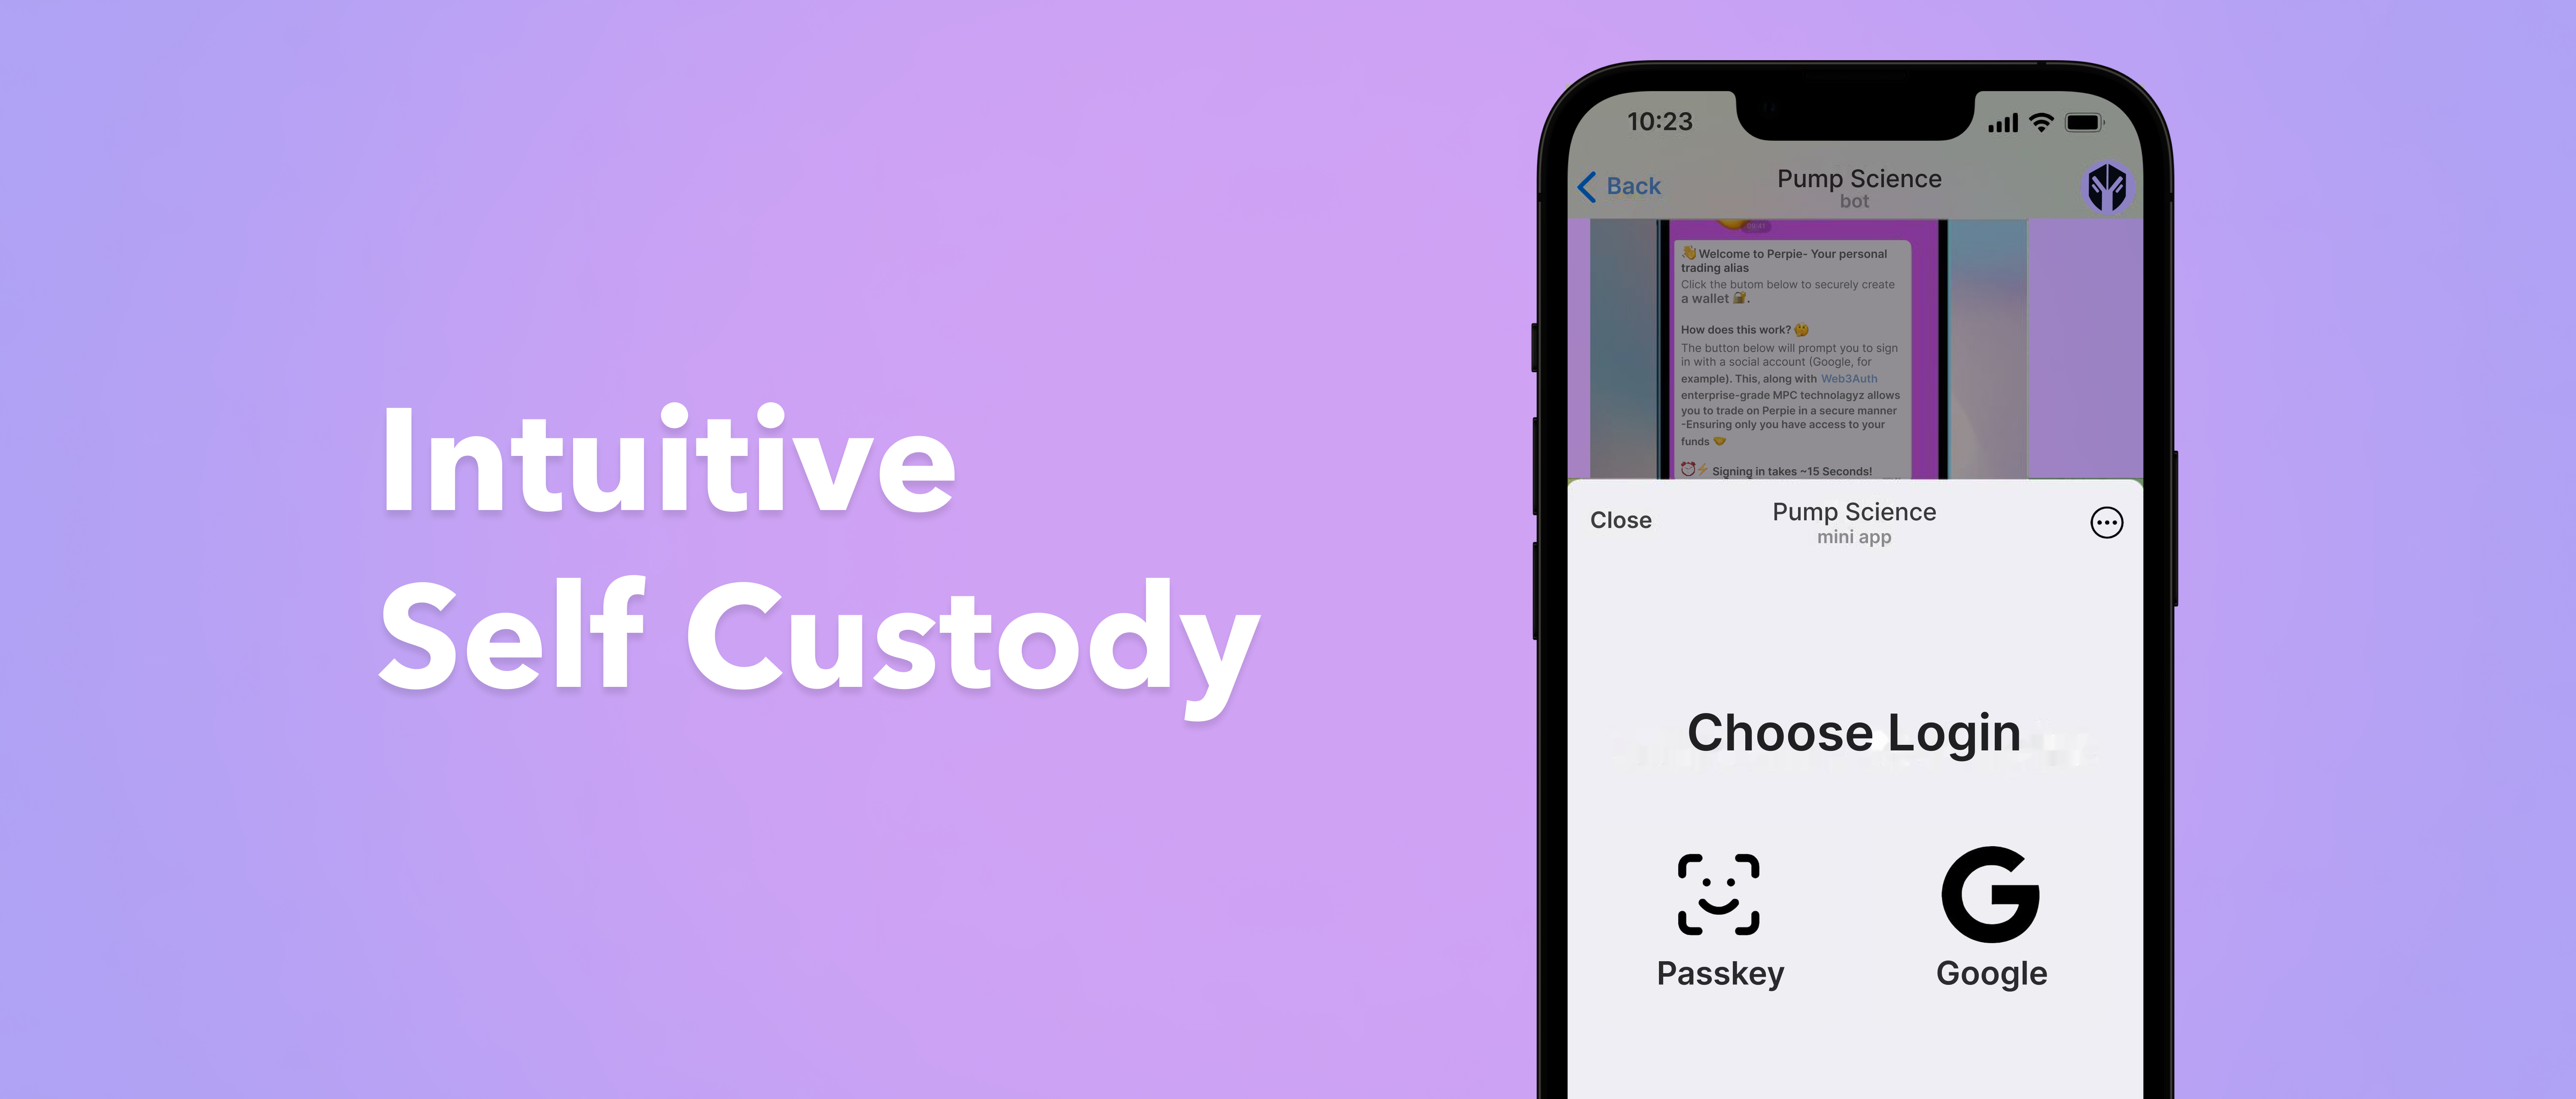 Intuitive
Self Custody
10:23
Back
Pump Science
bot
👋 Welcome to Perpie- Your personal
trading alias
Click the butom below to securely create
a wallet 🔐.
How does this work? 🤔
The button below will prompt you to sign
in with a social account (Google, for
example). This, along with Web3Auth
enterprise-grade MPC technolagyz allows
you to trade on Perpie in a secure manner
-Ensuring only you have access to your
funds 🤝
⏰⚡ Signing in takes ~15 Seconds!
Close
Pump Science
mini app
Choose Login
Passkey
Google